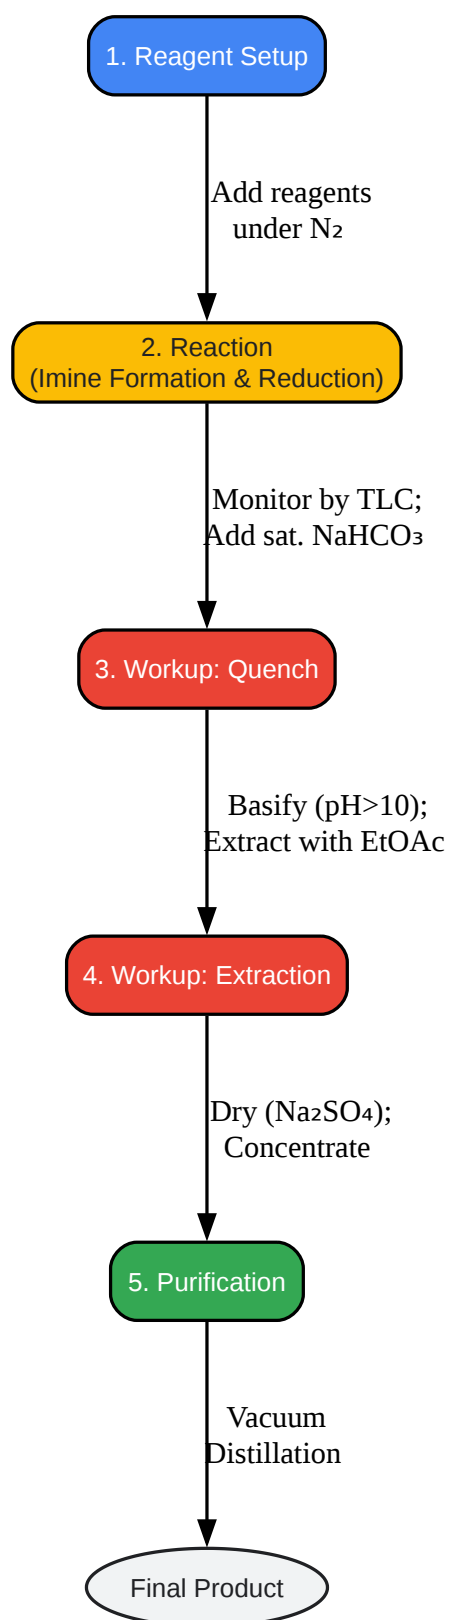 1. Reagent Setup
Add reagents
under N₂
2. Reaction
(Imine Formation & Reduction)
Monitor by TLC;
Add sat. NaHCO₃
3. Workup: Quench
Basify (pH>10);
Extract with EtOAc
4. Workup: Extraction
Dry (Na₂SO₄);
Concentrate
5. Purification
Vacuum
Distillation
Final Product